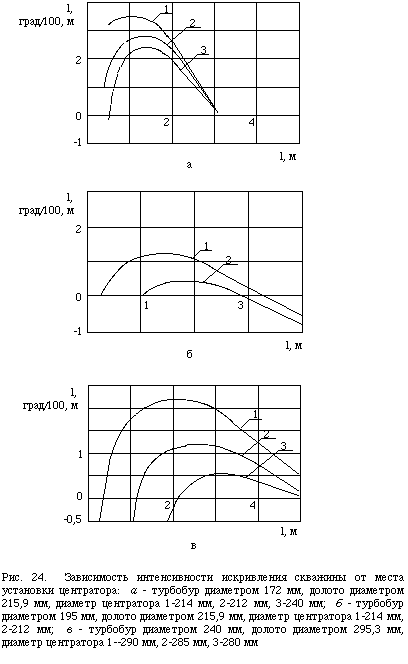 l,
град/100, м
1
2
3
2
0
2
4
-1
l, м
а
l,
град/100, м
2
1
2
0
1
3
-1
l, м
б
l,
град/100, м
1
2
3
1
0
2
4
-0,5
l, м
в
Рис. 24. Зависимость интенсивности искривления скважины от места
установки центратора: а - турбобур диаметром 172 мм, долото диаметром
215,9 мм, диаметр центратора 1-214 мм, 2-212 мм, 3-240 мм; б - турбобур
диаметром 195 мм, долото диаметром 215,9 мм, диаметр центратора 1-214 мм,
2-212 мм; в - турбобур диаметром 240 мм, долото диаметром 295,3 мм,
диаметр центратора 1--290 мм, 2-285 мм, 3-280 мм